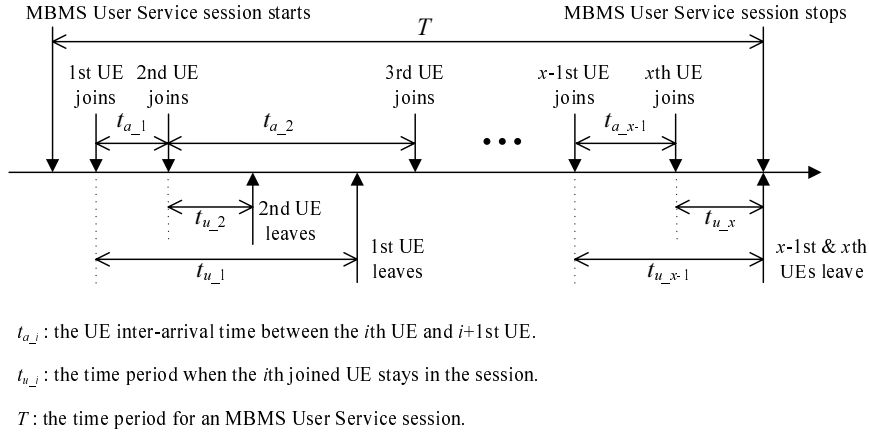 MBMS User Service session starts
MBMS User Service session stops
T
1st UE joins
2nd UE joins
3rd UE joins
x-1st UE joins
xth UE joins
t_a_1
t_a_2
•••
t_a_x-1
t_u_2
2nd UE leaves
t_u_x
t_u_1
1st UE leaves
t_u_x-1
x-1st & xth UEs leave
t_a_i : the UE inter-arrival time between the ith UE and i+1st UE.
t_u_i : the time period when the ith joined UE stays in the session.
T : the time period for an MBMS User Service session.